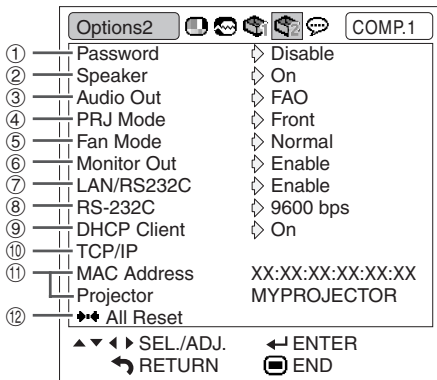 Options2 COMP.1
① Password Disable
② Speaker On
③ Audio Out FAO
④ PRJ Mode Front
⑤ Fan Mode Normal
⑥ Monitor Out Enable
⑦ LAN/RS232C Enable
⑧ RS-232C 9600 bps
⑨ DHCP Client On
⑩ TCP/IP
⑪ MAC Address XX:XX:XX:XX:XX:XX
Projector MYPROJECTOR
⑫ All Reset
SEL./ADJ. ENTER
RETURN END